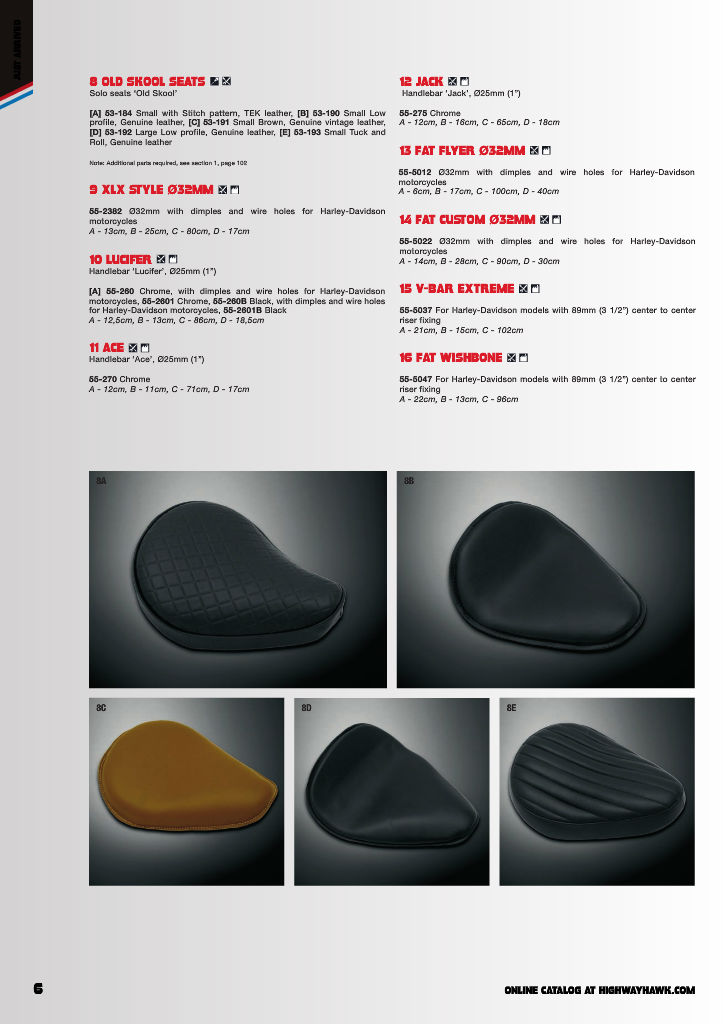 JUST ARRIVED
8 OLD SKOOL SEATS
Solo seats ‘Old Skool’
[A] 53-184 Small with Stitch pattern, TEK leather, [B] 53-190 Small Low
profile, Genuine leather, [C] 53-191 Small Brown, Genuine vintage leather,
[D] 53-192 Large Low profile, Genuine leather, [E] 53-193 Small Tuck and
Roll, Genuine leather
Note: Additional parts required, see section 1, page 102
9 XLX STYLE Ø32MM
55-2382 Ø32mm with dimples and wire holes for Harley-Davidson
motorcycles
A - 13cm, B - 25cm, C - 80cm, D - 17cm
10 LUCIFER
Handlebar ‘Lucifer’, Ø25mm (1”)
[A] 55-260 Chrome, with dimples and wire holes for Harley-Davidson
motorcycles, 55-2601 Chrome, 55-260B Black, with dimples and wire holes
for Harley-Davidson motorcycles, 55-2601B Black
A - 12,5cm, B - 13cm, C - 86cm, D - 18,5cm
11 ACE
Handlebar ‘Ace’, Ø25mm (1”)
55-270 Chrome
A - 12cm, B - 11cm, C - 71cm, D - 17cm
12 JACK
Handlebar ‘Jack’, Ø25mm (1”)
55-275 Chrome
A - 12cm, B - 16cm, C - 65cm, D - 18cm
13 FAT FLYER Ø32MM
55-5012 Ø32mm with dimples and wire holes for Harley-Davidson
motorcycles
A - 6cm, B - 17cm, C - 100cm, D - 40cm
14 FAT CUSTOM Ø32MM
55-5022 Ø32mm with dimples and wire holes for Harley-Davidson
motorcycles
A - 14cm, B - 28cm, C - 90cm, D - 30cm
15 V-BAR EXTREME
55-5037 For Harley-Davidson models with 89mm (3 1/2”) center to center
riser fixing
A - 21cm, B - 15cm, C - 102cm
16 FAT WISHBONE
55-5047 For Harley-Davidson models with 89mm (3 1/2”) center to center
riser fixing
A - 22cm, B - 13cm, C - 96cm
8A
8B
8C
8D
8E
6
ONLINE CATALOG AT HIGHWAYHAWK.COM